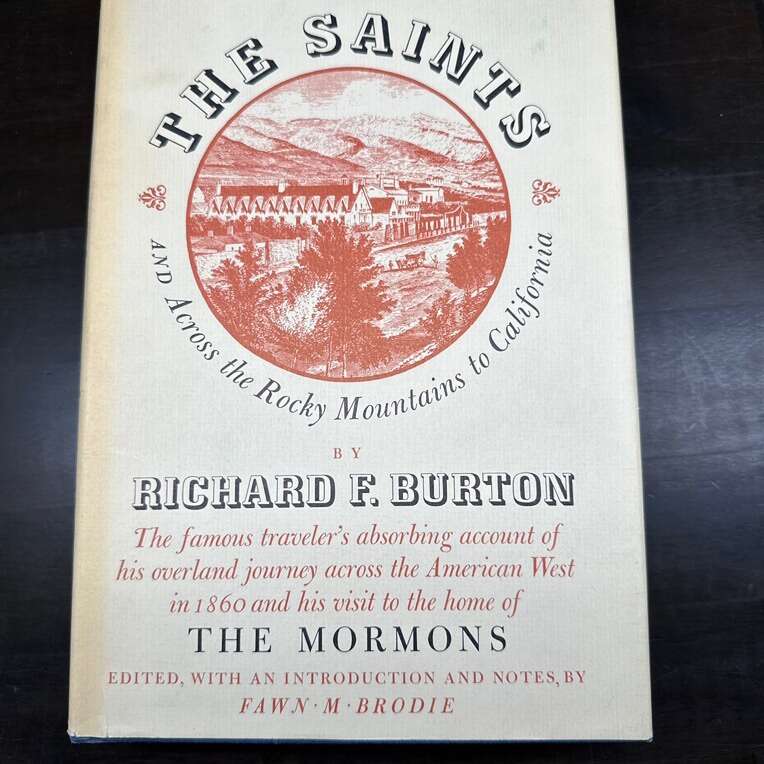 THE SAINTS
AND Across the Rocky Mountains to California
BY
RICHARD F. BURTON
The famous traveler's absorbing account of
his overland journey across the American West
in 1860 and his visit to the home of
THE MORMONS
EDITED, WITH AN INTRODUCTION AND NOTES, BY
FAWN · M · BRODIE